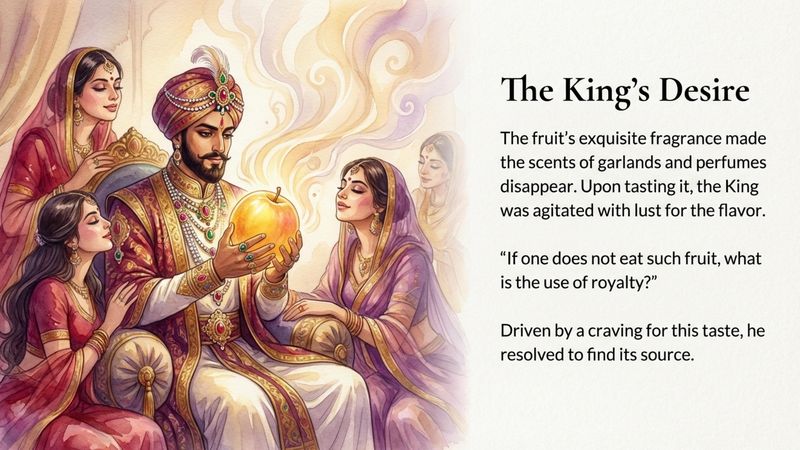 The King’s Desire
The fruit’s exquisite fragrance made
the scents of garlands and perfumes
disappear. Upon tasting it, the King
was agitated with lust for the flavor.
“If one does not eat such fruit, what
is the use of royalty?”
Driven by a craving for this taste, he
resolved to find its source.